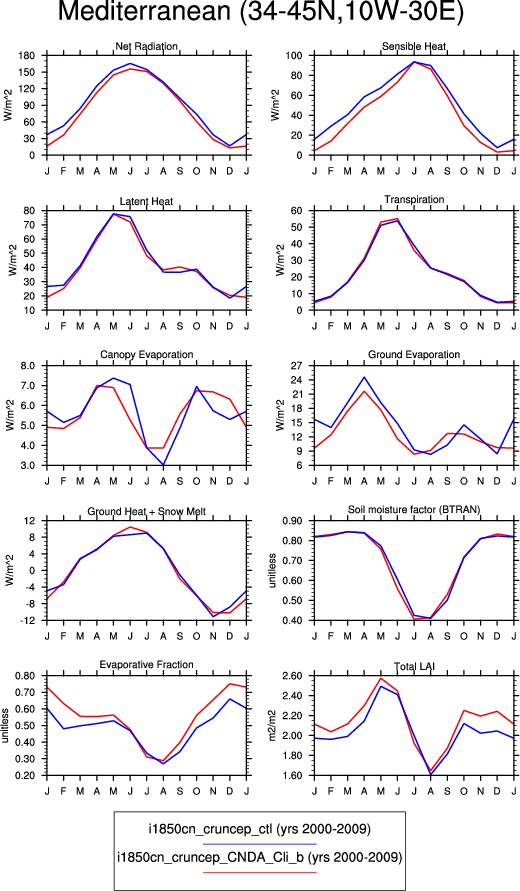 Mediterranean (34-45N,10W-30E)
Net Radiation
W/m^2
180
150
120
90
60
30
0
J F M A M J J A S O N D J
Sensible Heat
W/m^2
100
80
60
40
20
0
J F M A M J J A S O N D J
Latent Heat
W/m^2
80
70
60
50
40
30
20
10
J F M A M J J A S O N D J
Transpiration
W/m^2
60
50
40
30
20
10
0
J F M A M J J A S O N D J
Canopy Evaporation
W/m^2
8.0
7.0
6.0
5.0
4.0
3.0
J F M A M J J A S O N D J
Ground Evaporation
W/m^2
27
24
21
18
15
12
9
6
J F M A M J J A S O N D J
Ground Heat + Snow Melt
W/m^2
12
8
4
0
-4
-8
-12
J F M A M J J A S O N D J
Soil moisture factor (BTRAN)
unitless
0.90
0.80
0.70
0.60
0.50
0.40
J F M A M J J A S O N D J
Evaporative Fraction
unitless
0.80
0.70
0.60
0.50
0.40
0.30
0.20
J F M A M J J A S O N D J
Total LAI
m2/m2
2.60
2.40
2.20
2.00
1.80
1.60
J F M A M J J A S O N D J
i1850cn_cruncep_ctl (yrs 2000-2009)
i1850cn_cruncep_CNDA_Cli_b (yrs 2000-2009)